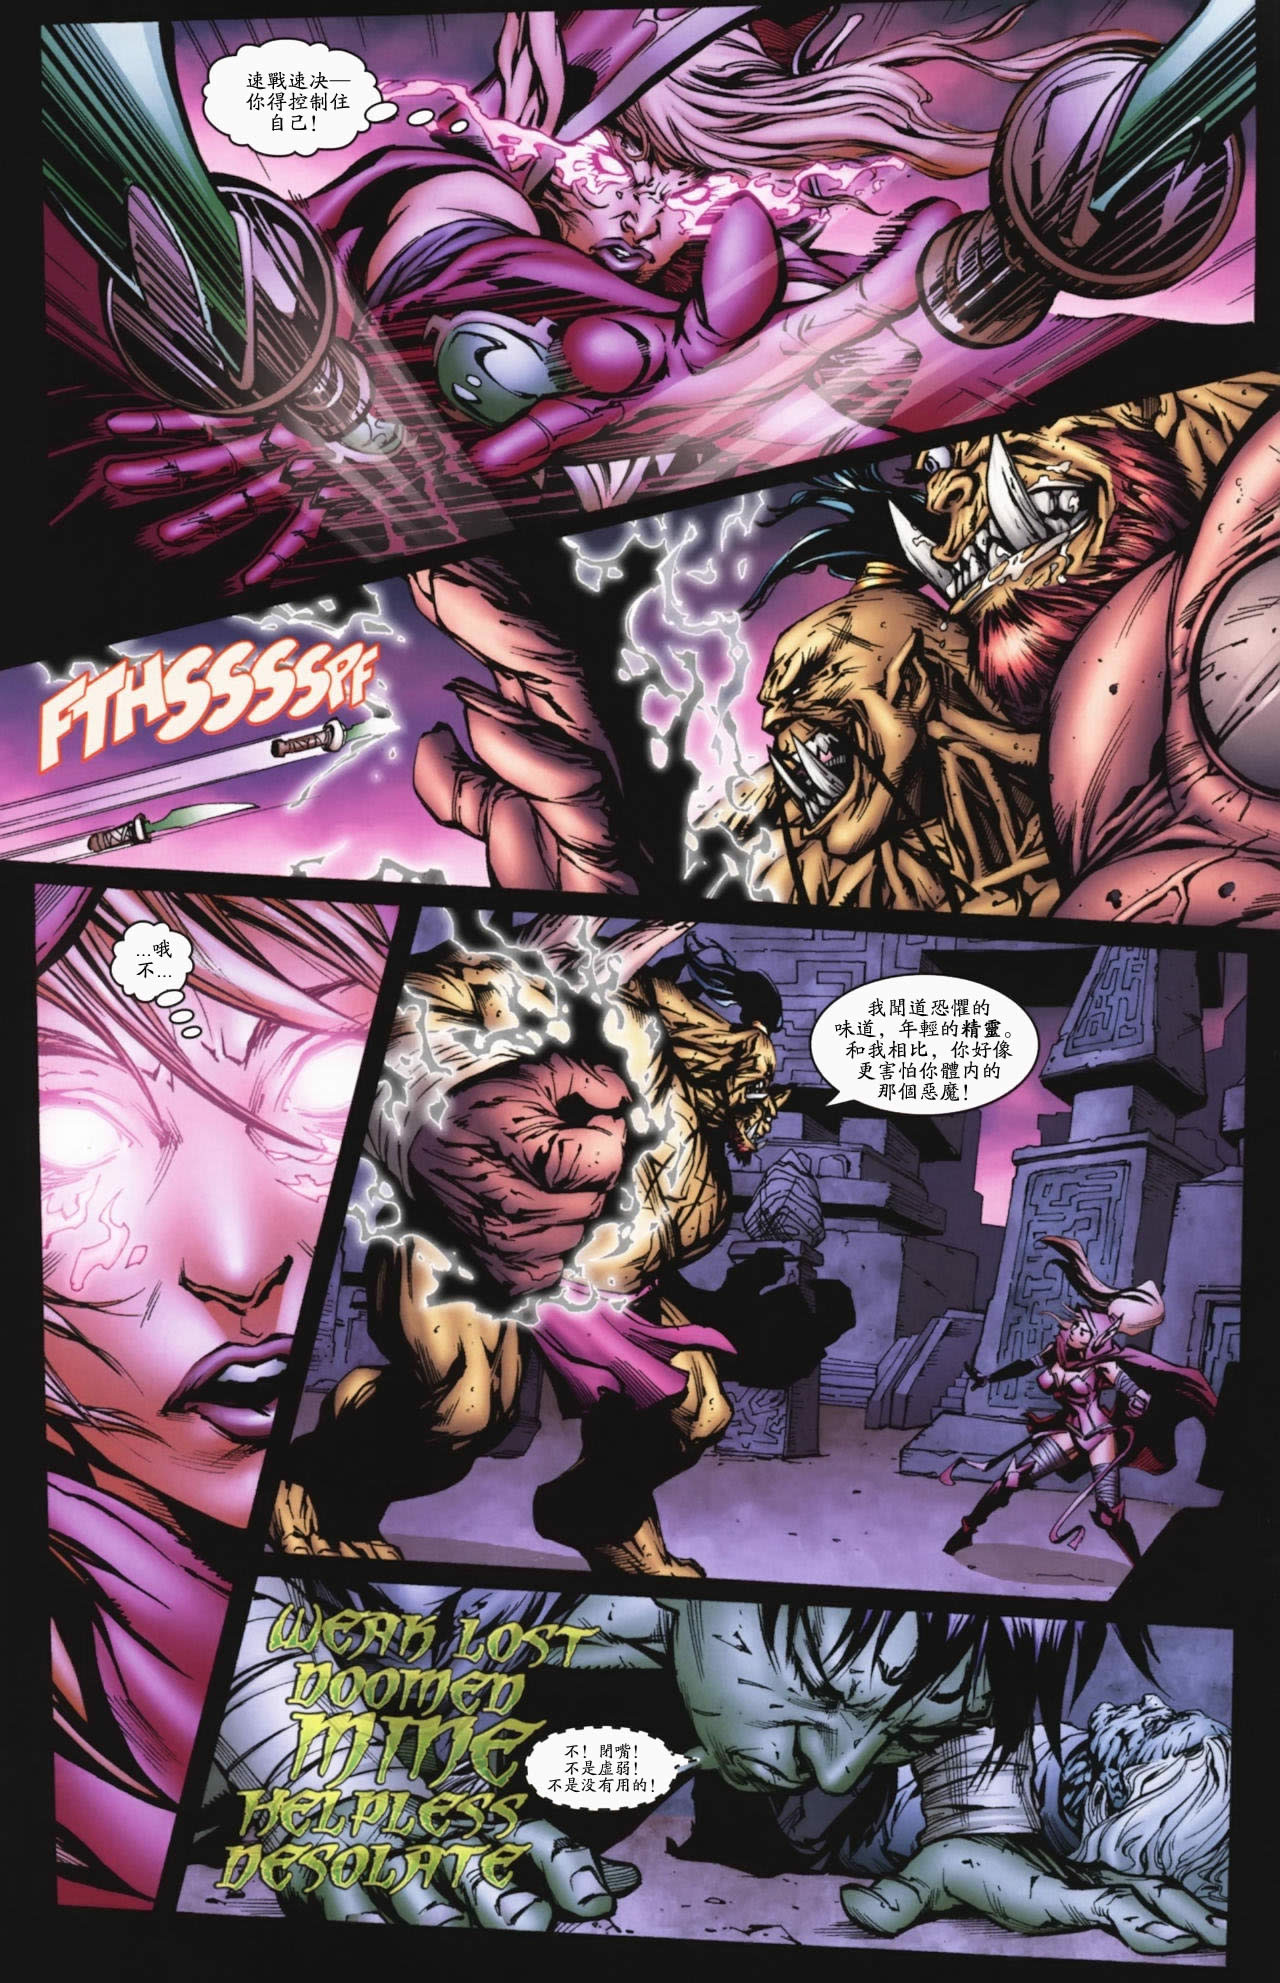 速戰速决—
你得控制住
自己！
FTHSSSSSPF
...哦
不...
我聞道恐懼的
味道，年輕的精靈。
和我相比，你好像
更害怕你體内的
那個惡魔！
WEAK LOST
DOOMED
MINE
HELPLESS
DESOLATE
不！閉嘴！
不是虛弱！
不是没有用的！